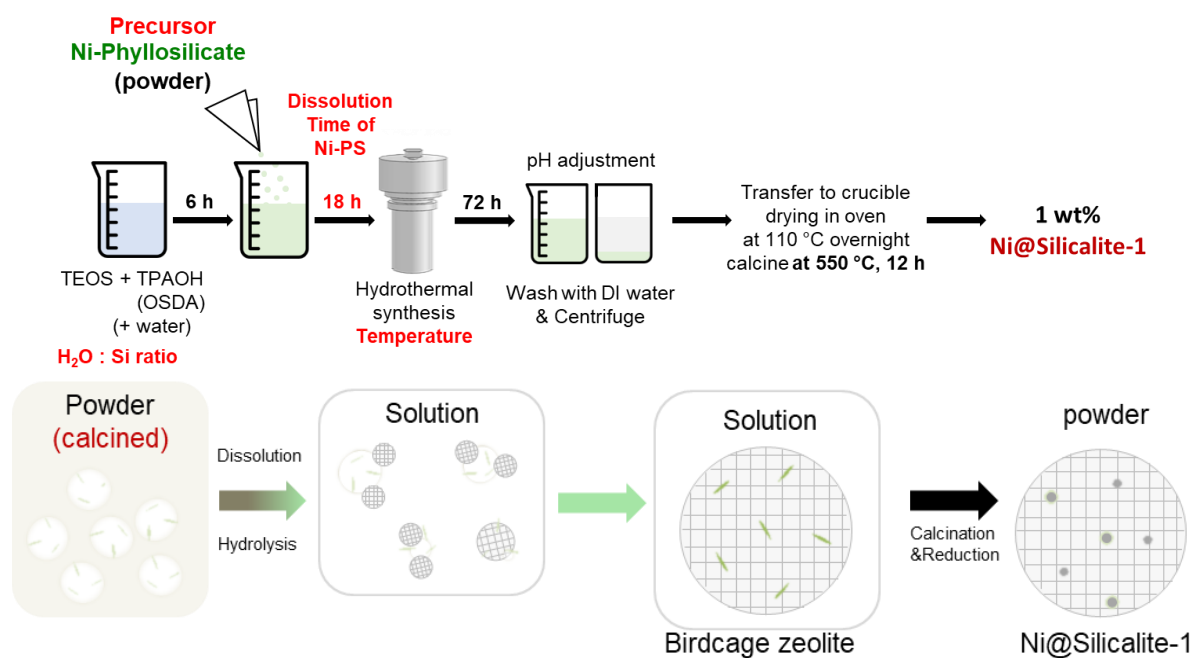 Precursor
Ni-Phyllosilicate
(powder)
Dissolution
Time of
Ni-PS
pH adjustment
6 h
18 h
72 h
Transfer to crucible
drying in oven
at 110 °C overnight
calcine at 550 °C, 12 h
1 wt%
Ni@Silicalite-1
TEOS + TPAOH
(OSDA)
(+ water)
H₂O : Si ratio
Hydrothermal
synthesis
Temperature
Wash with DI water
& Centrifuge
Powder
(calcined)
Dissolution
Hydrolysis
Solution
Solution
Birdcage zeolite
Calcination
&Reduction
powder
Ni@Silicalite-1